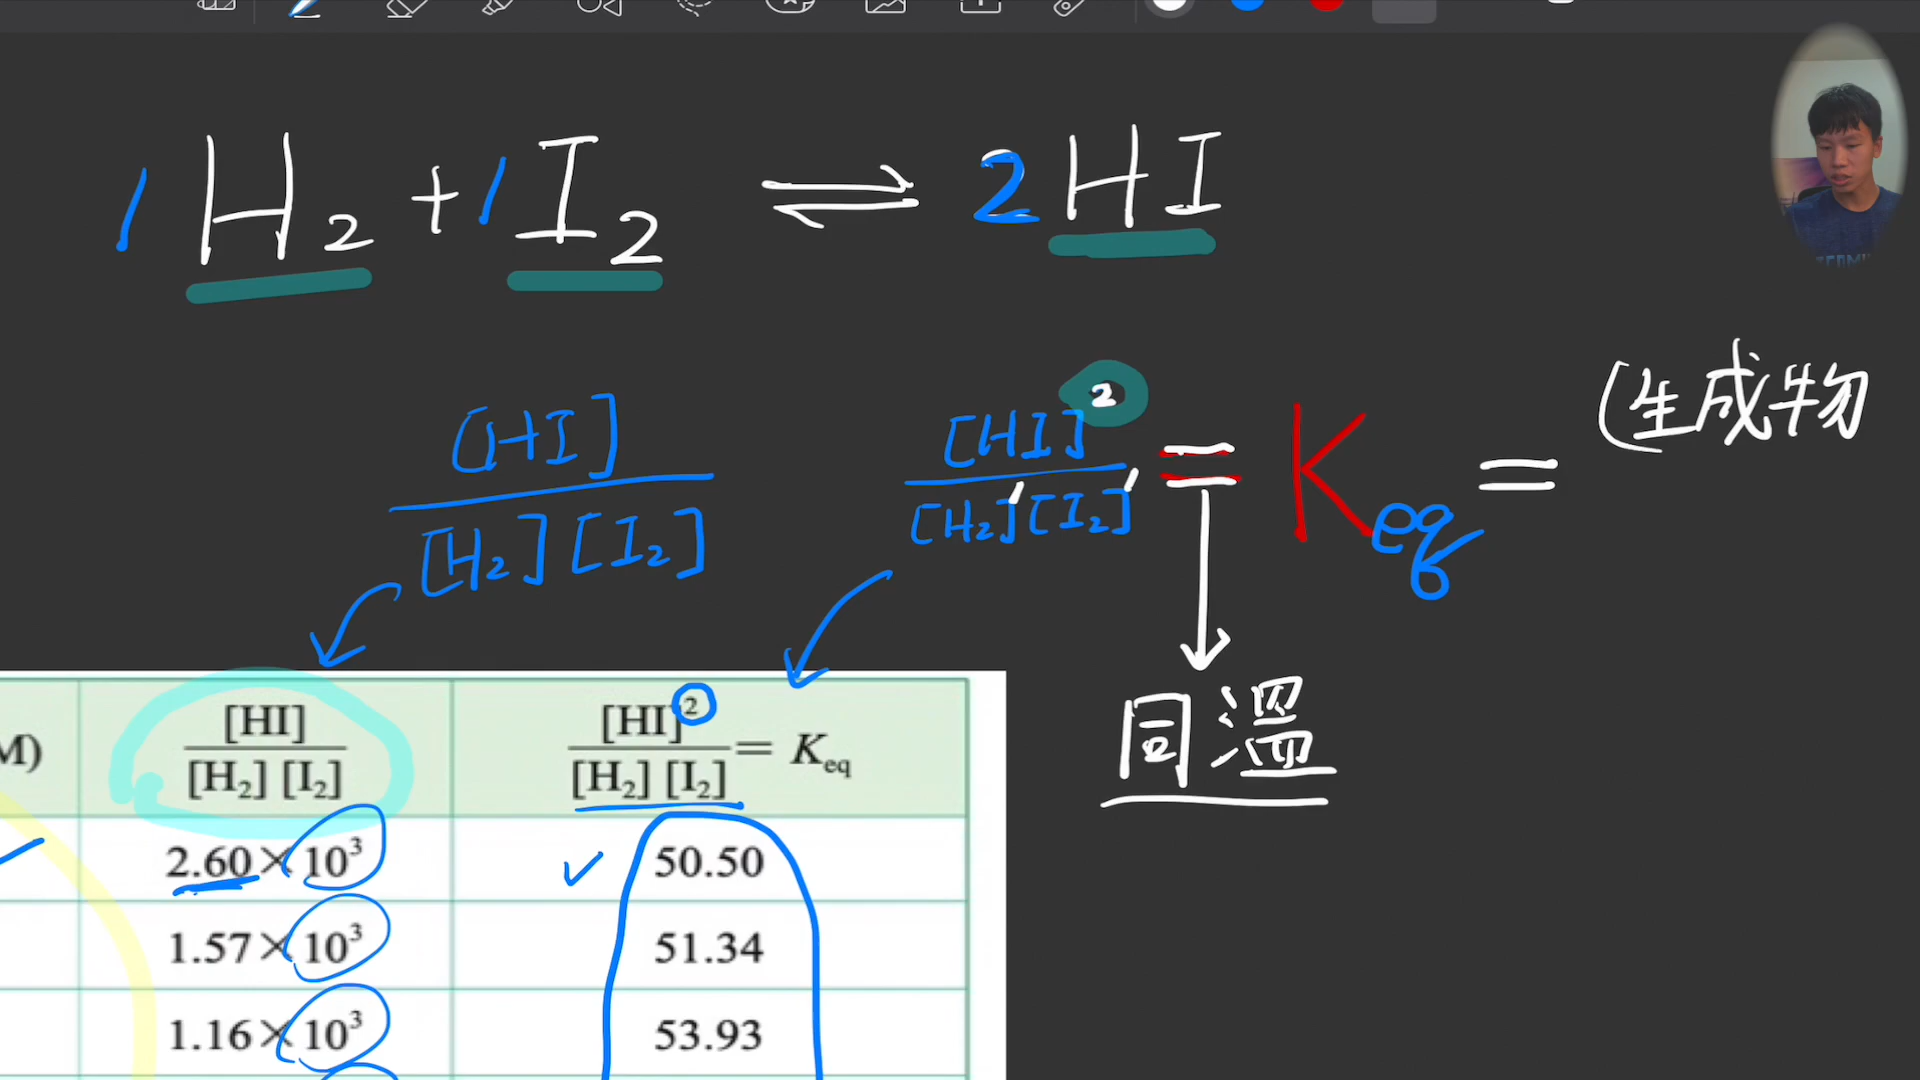 1 H₂ + 1 I₂ ⇌ 2 HI
[HI] / [H₂][I₂]
[HI]² / [H₂]¹[I₂]¹ = Keq = (生成物
同溫
M)
[HI] / [H₂] [I₂]
[HI]² / [H₂] [I₂] = Keq
2.60×10³ 50.50
1.57×10³ 51.34
1.16×10³ 53.93